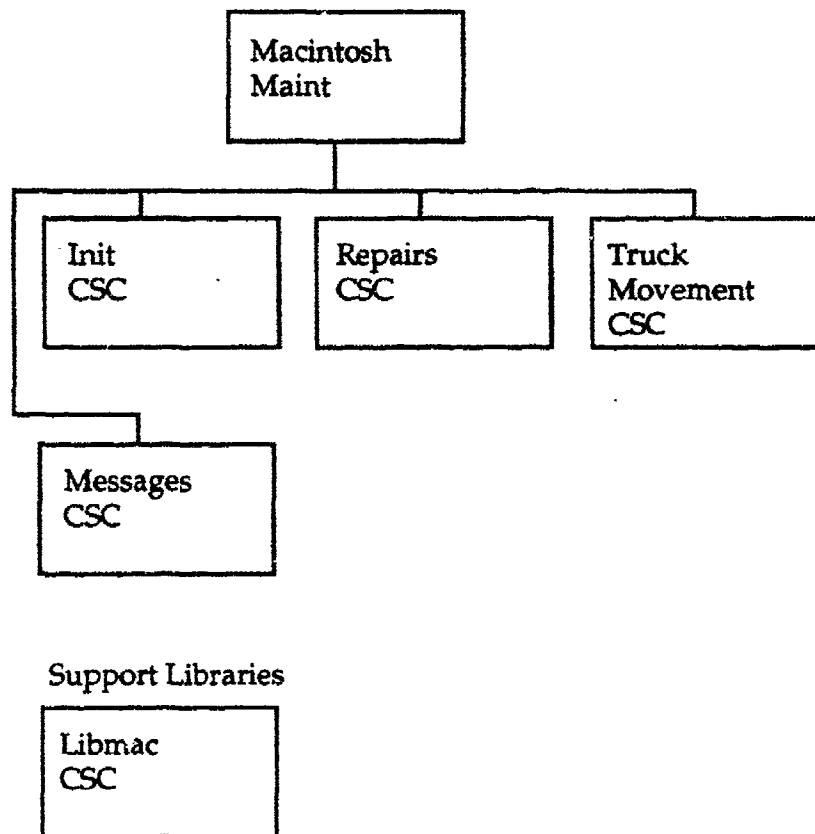 Macintosh
Maint
Init
CSC
Repairs
CSC
Truck
Movement
CSC
Messages
CSC
Support Libraries
Libmac
CSC